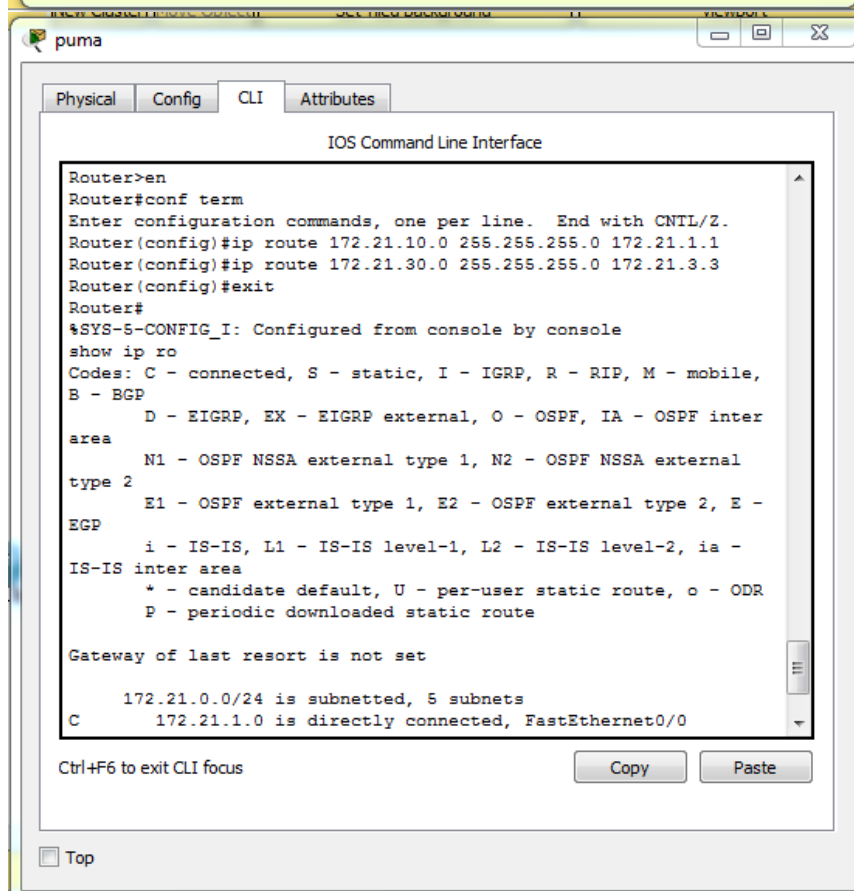 New Cluster Move Object Set Tiled Background Viewport
puma
Physical Config CLI Attributes
IOS Command Line Interface
Router>en
Router#conf term
Enter configuration commands, one per line.  End with CNTL/Z.
Router(config)#ip route 172.21.10.0 255.255.255.0 172.21.1.1
Router(config)#ip route 172.21.30.0 255.255.255.0 172.21.3.3
Router(config)#exit
Router#
%SYS-5-CONFIG_I: Configured from console by console
show ip ro
Codes: C - connected, S - static, I - IGRP, R - RIP, M - mobile,
B - BGP
D - EIGRP, EX - EIGRP external, O - OSPF, IA - OSPF inter
area
N1 - OSPF NSSA external type 1, N2 - OSPF NSSA external
type 2
E1 - OSPF external type 1, E2 - OSPF external type 2, E -
EGP
i - IS-IS, L1 - IS-IS level-1, L2 - IS-IS level-2, ia -
IS-IS inter area
* - candidate default, U - per-user static route, o - ODR
P - periodic downloaded static route
Gateway of last resort is not set
172.21.0.0/24 is subnetted, 5 subnets
C 172.21.1.0 is directly connected, FastEthernet0/0
Ctrl+F6 to exit CLI focus Copy Paste
Top